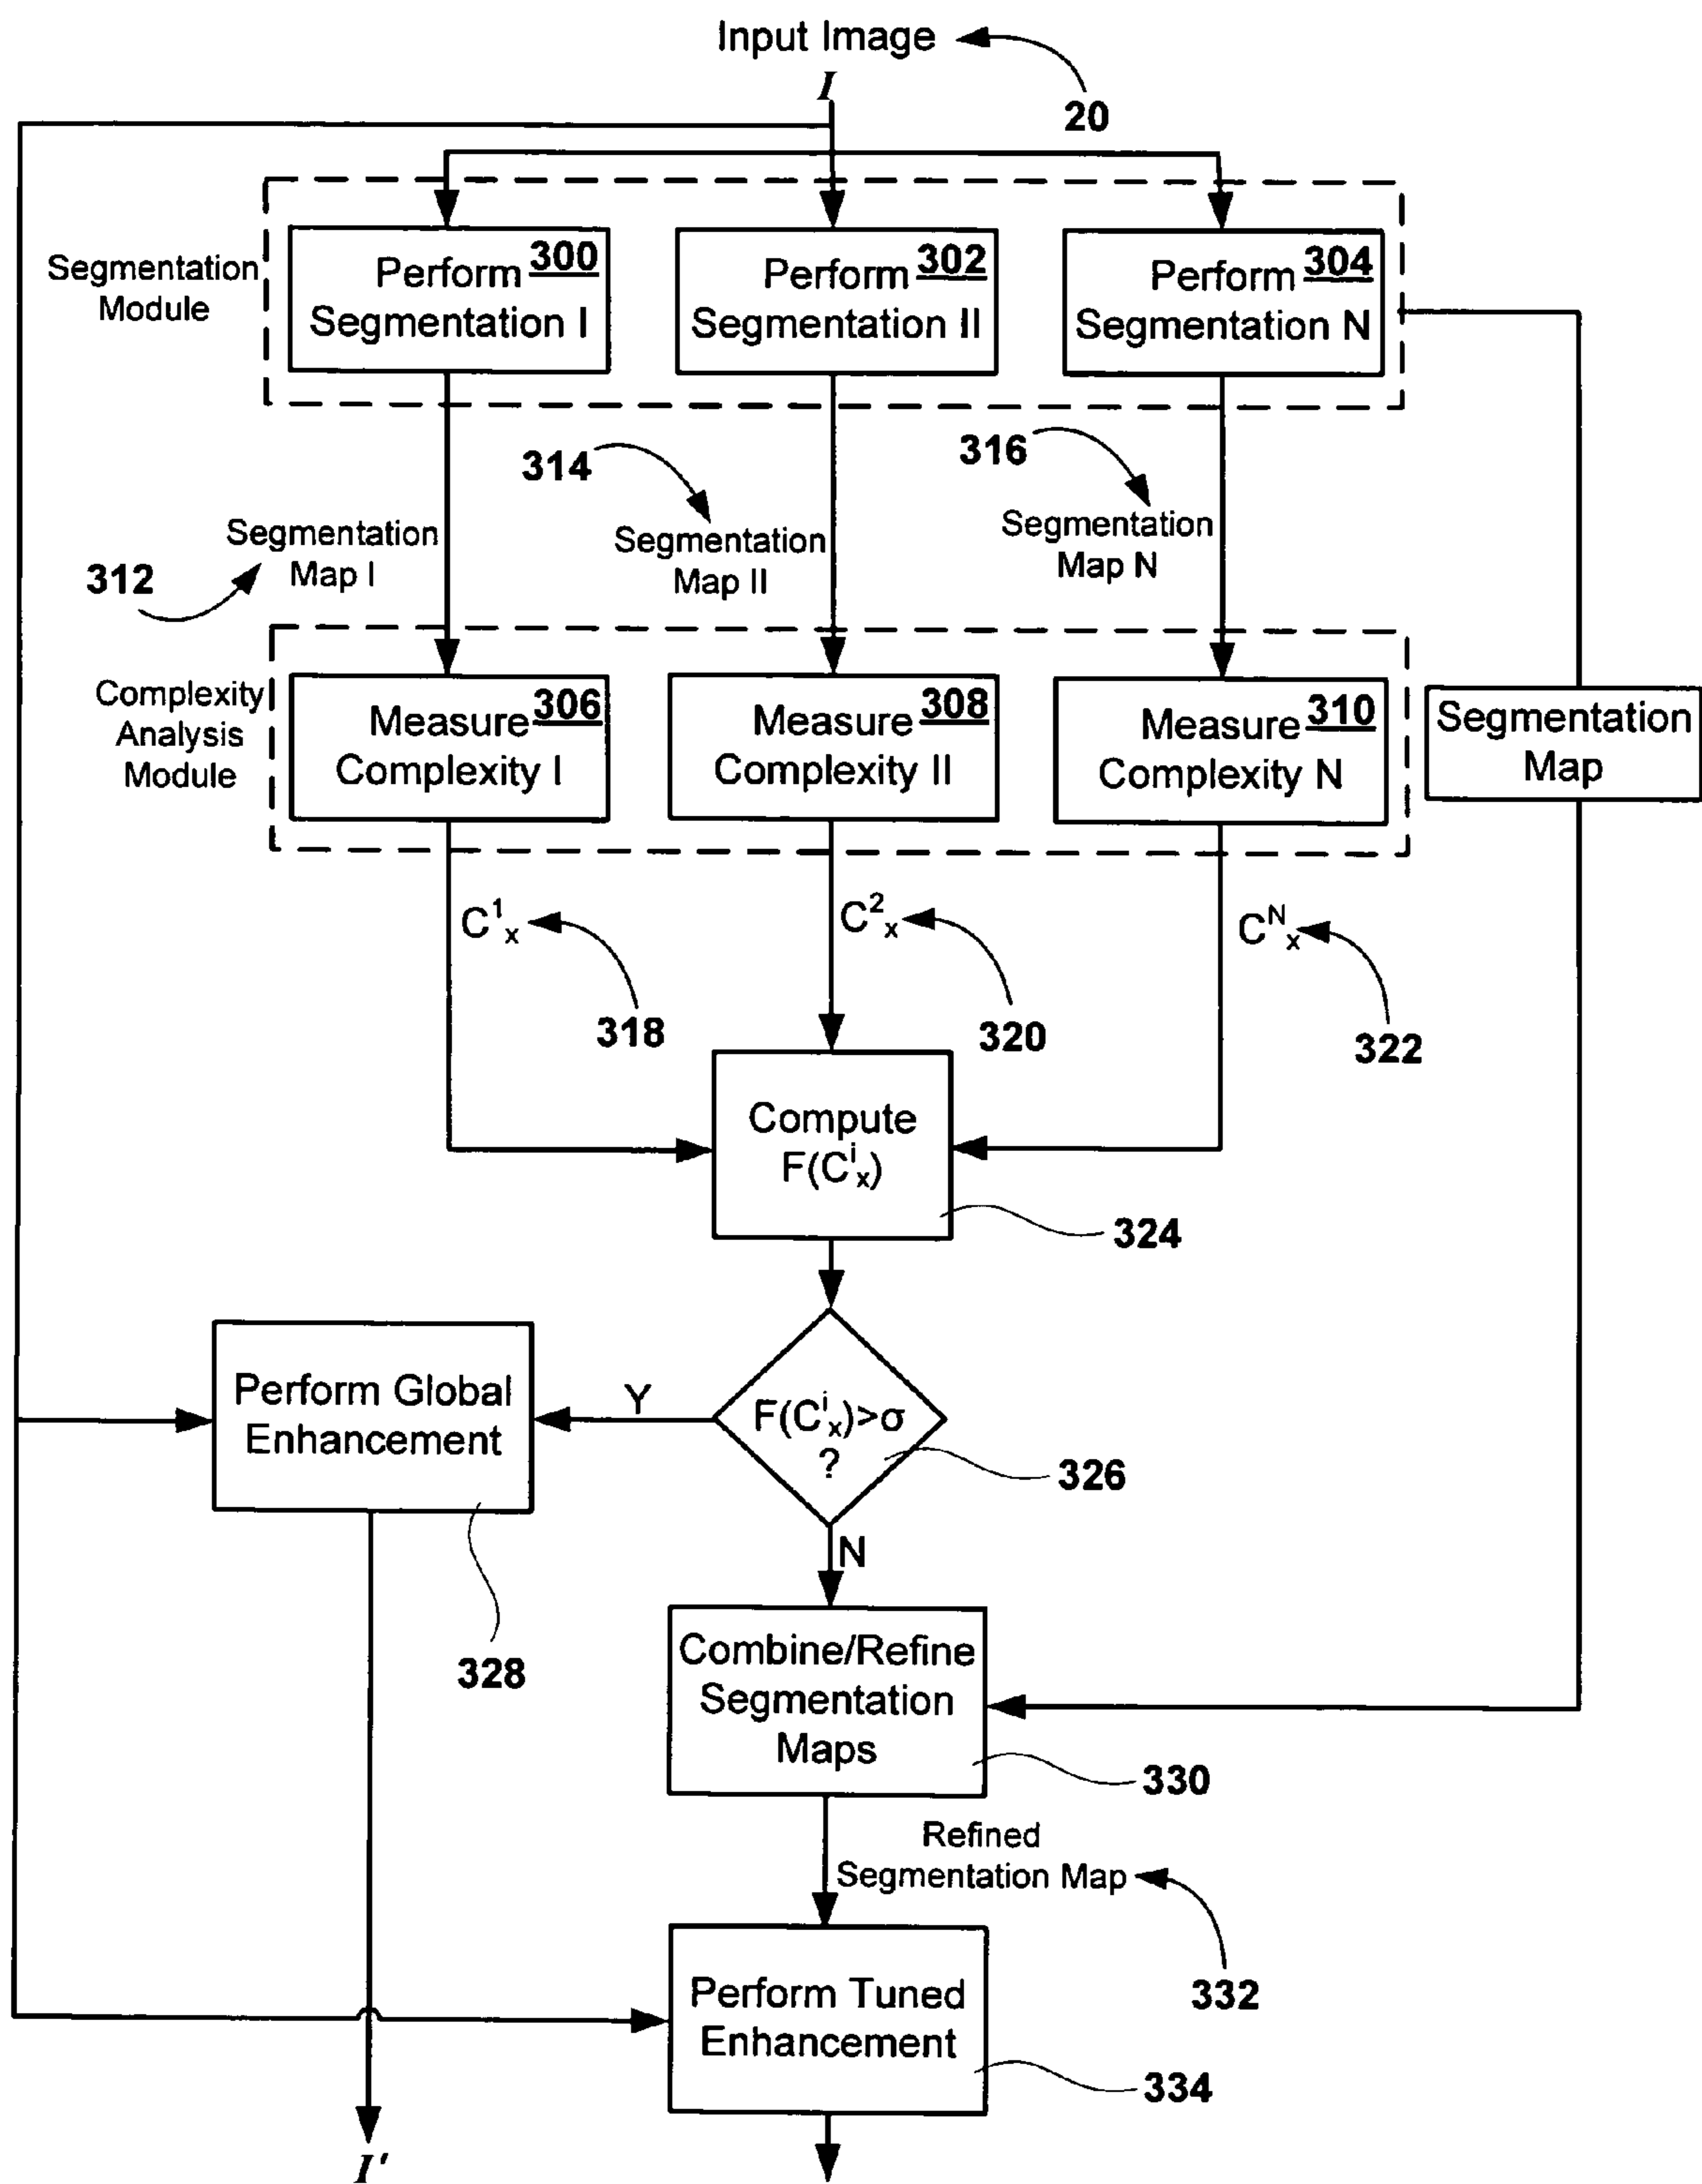 Input Image
I
20
Segmentation
Module
Perform 300
Segmentation I
Perform 302
Segmentation II
Perform 304
Segmentation N
314
316
312
Segmentation
Map I
Segmentation
Map II
Segmentation
Map N
Complexity
Analysis
Module
Measure 306
Complexity I
Measure 308
Complexity II
Measure 310
Complexity N
Segmentation
Map
C¹ₓ
C²ₓ
Cᴺₓ
318
320
322
Compute
F(Cⁱₓ)
324
Perform Global
Enhancement
Y
F(Cⁱₓ)>σ
?
326
N
328
Combine/Refine
Segmentation
Maps
330
Refined
Segmentation Map
332
Perform Tuned
Enhancement
334
I'